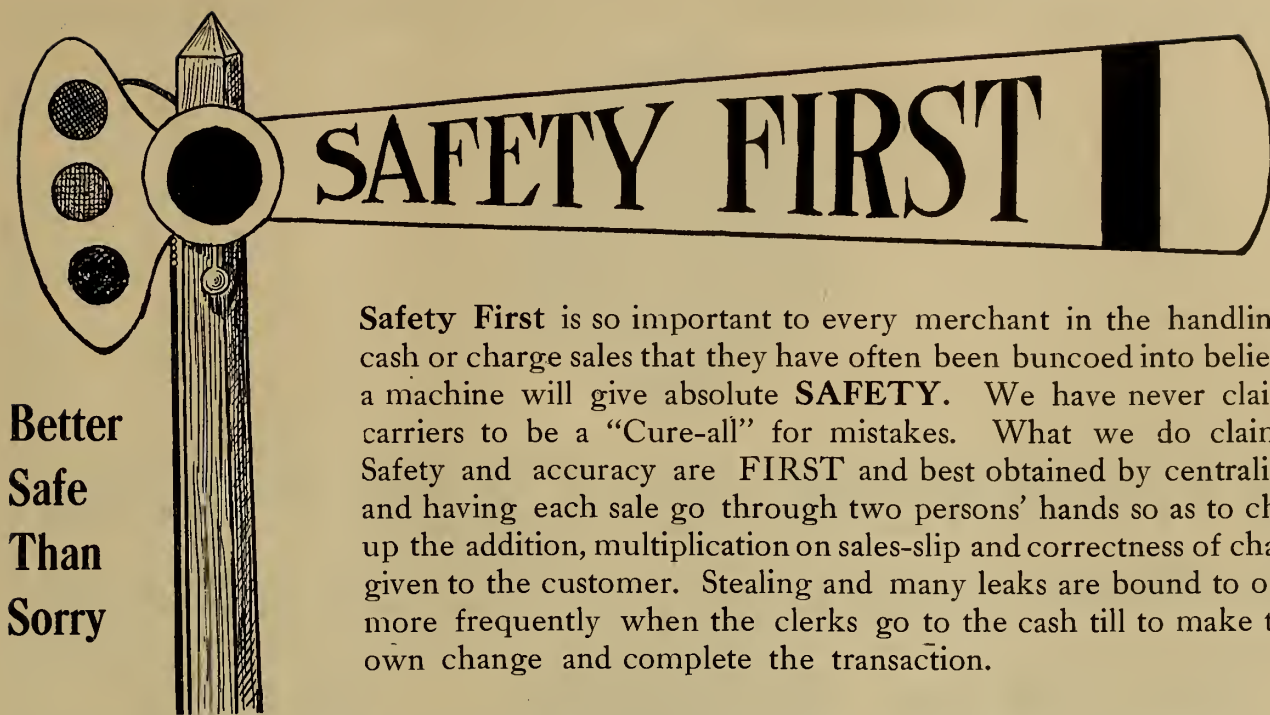 SAFETY FIRST
Better
Safe
Than
Sorry
Safety First is so important to every merchant in the handlin
cash or charge sales that they have often been buncoed into belie
a machine will give absolute SAFETY. We have never clai
carriers to be a “Cure-all” for mistakes. What we do clain
Safety and accuracy are FIRST and best obtained by centrali
and having each sale go through two persons’ hands so as to ch
up the addition, multiplication on sales-slip and correctness of cha
given to the customer. Stealing and many leaks are bound to o
more frequently when the clerks go to the cash till to make t
own change and complete the transaction.